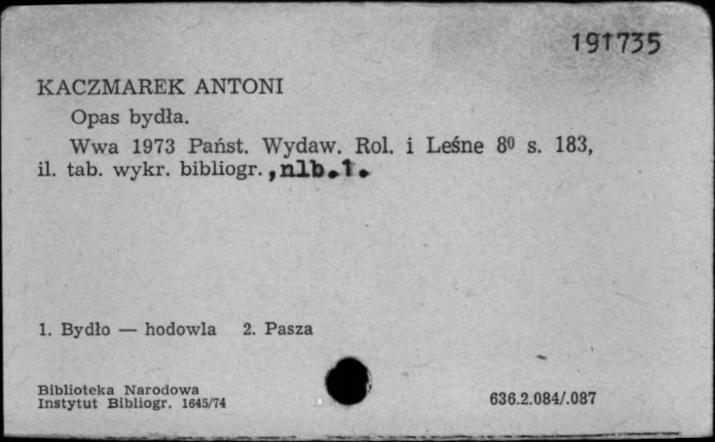 191735
KACZMAREK ANTONI
Opas bydła.
Wwa 1973 Państ. Wydaw. Rol. i Leśne 8⁰ s. 183,
il. tab. wykr. bibliogr., nlb.1.
1. Bydło — hodowla 2. Pasza
Biblioteka Narodowa
Instytut Bibliogr. 1645/74
636.2.084/.087